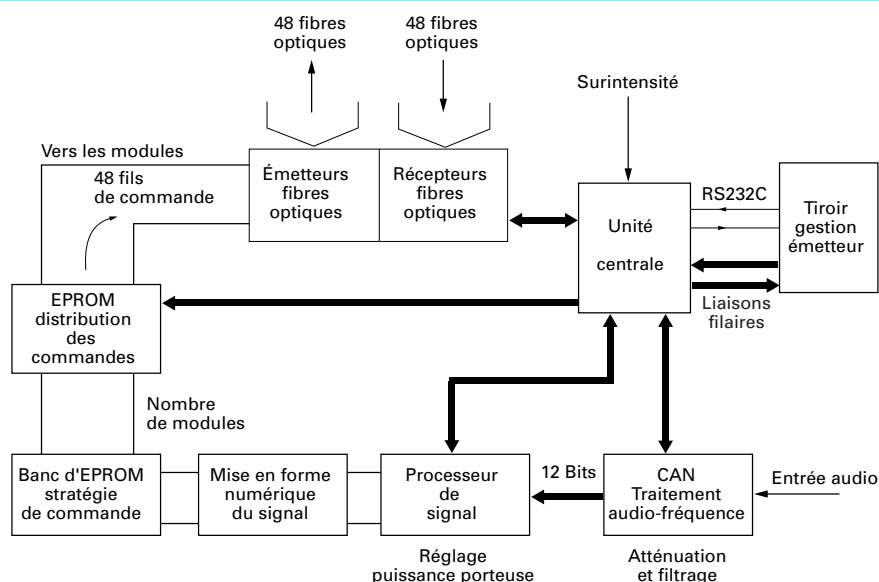 48 fibres
optiques
48 fibres
optiques
Surintensité
Vers les modules
48 fils
de commande
Émetteurs
fibres
optiques
Récepteurs
fibres
optiques
RS232C
Unité
centrale
Tiroir
gestion
émetteur
Liaisons
filaires
EPROM
distribution
des
commandes
Nombre
de modules
Banc d'EPROM
stratégie
de commande
Mise en forme
numérique
du signal
Processeur
de
signal
12 Bits
CAN
Traitement
audio-fréquence
Entrée audio
Réglage
puissance porteuse
Atténuation
et filtrage